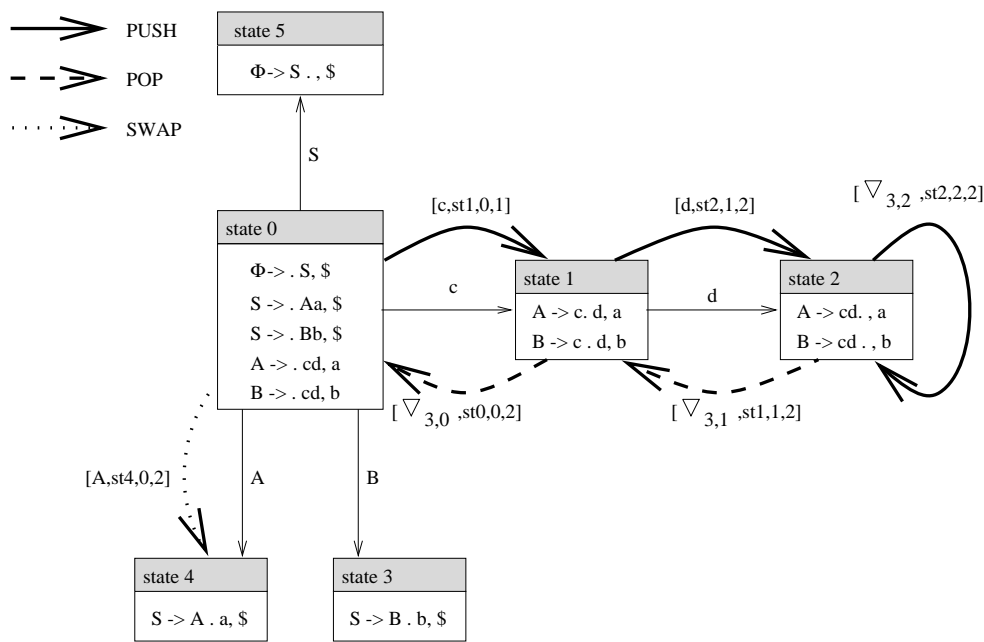 PUSH
POP
SWAP
state 5
Φ-> S . , $
S
state 0
Φ-> . S, $
S -> . Aa, $
S -> . Bb, $
A -> . cd, a
B -> . cd, b
[c,st1,0,1]
c
[d,st2,1,2]
d
[ ▽3,2 ,st2,2,2]
state 1
A -> c. d, a
B -> c . d, b
state 2
A -> cd. , a
B -> cd . , b
[ ▽3,0 ,st0,0,2]
[ ▽3,1 ,st1,1,2]
[A,st4,0,2]
A
B
state 4
S -> A . a, $
state 3
S -> B . b, $